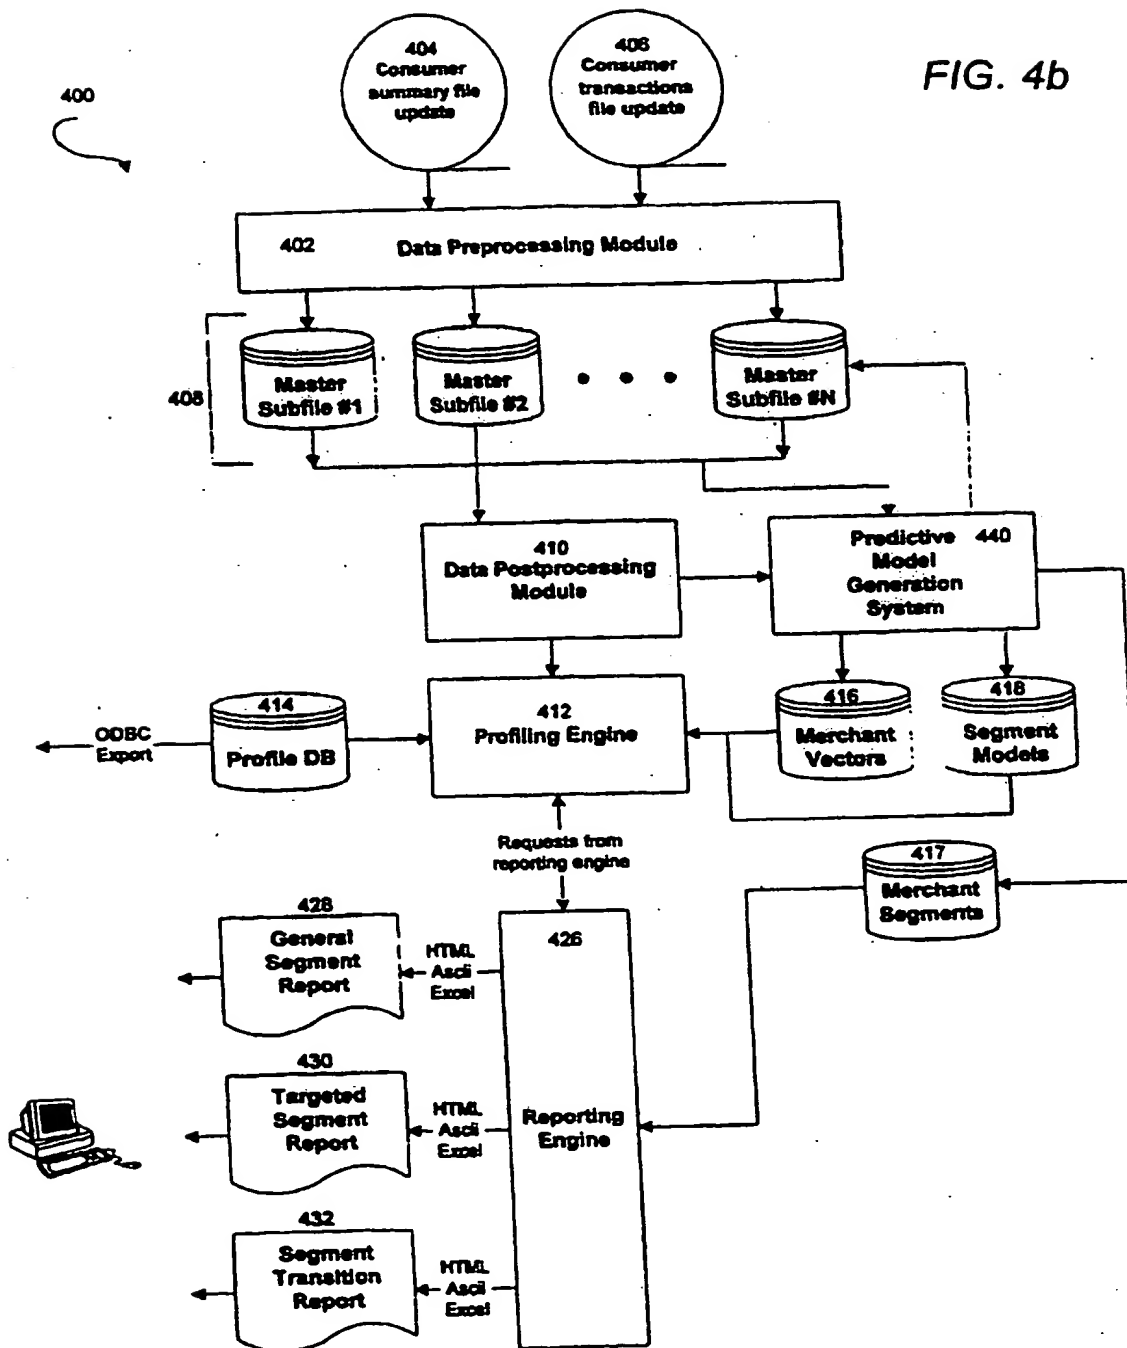 FIG. 4b
400
404
Consumer
summary file
update
406
Consumer
transactions
file update
402
Data Preprocessing Module
408
Master
Subfile #1
Master
Subfile #2
• • •
Master
Subfile #N
410
Data Postprocessing
Module
Predictive 440
Model
Generation
System
ODBC
Export
414
Profile DB
412
Profiling Engine
416
Merchant
Vectors
418
Segment
Models
Requests from
reporting engine
417
Merchant
Segments
428
General
Segment
Report
HTML
Ascii
Excel
426
Reporting
Engine
430
Targeted
Segment
Report
HTML
Ascii
Excel
432
Segment
Transition
Report
HTML
Ascii
Excel